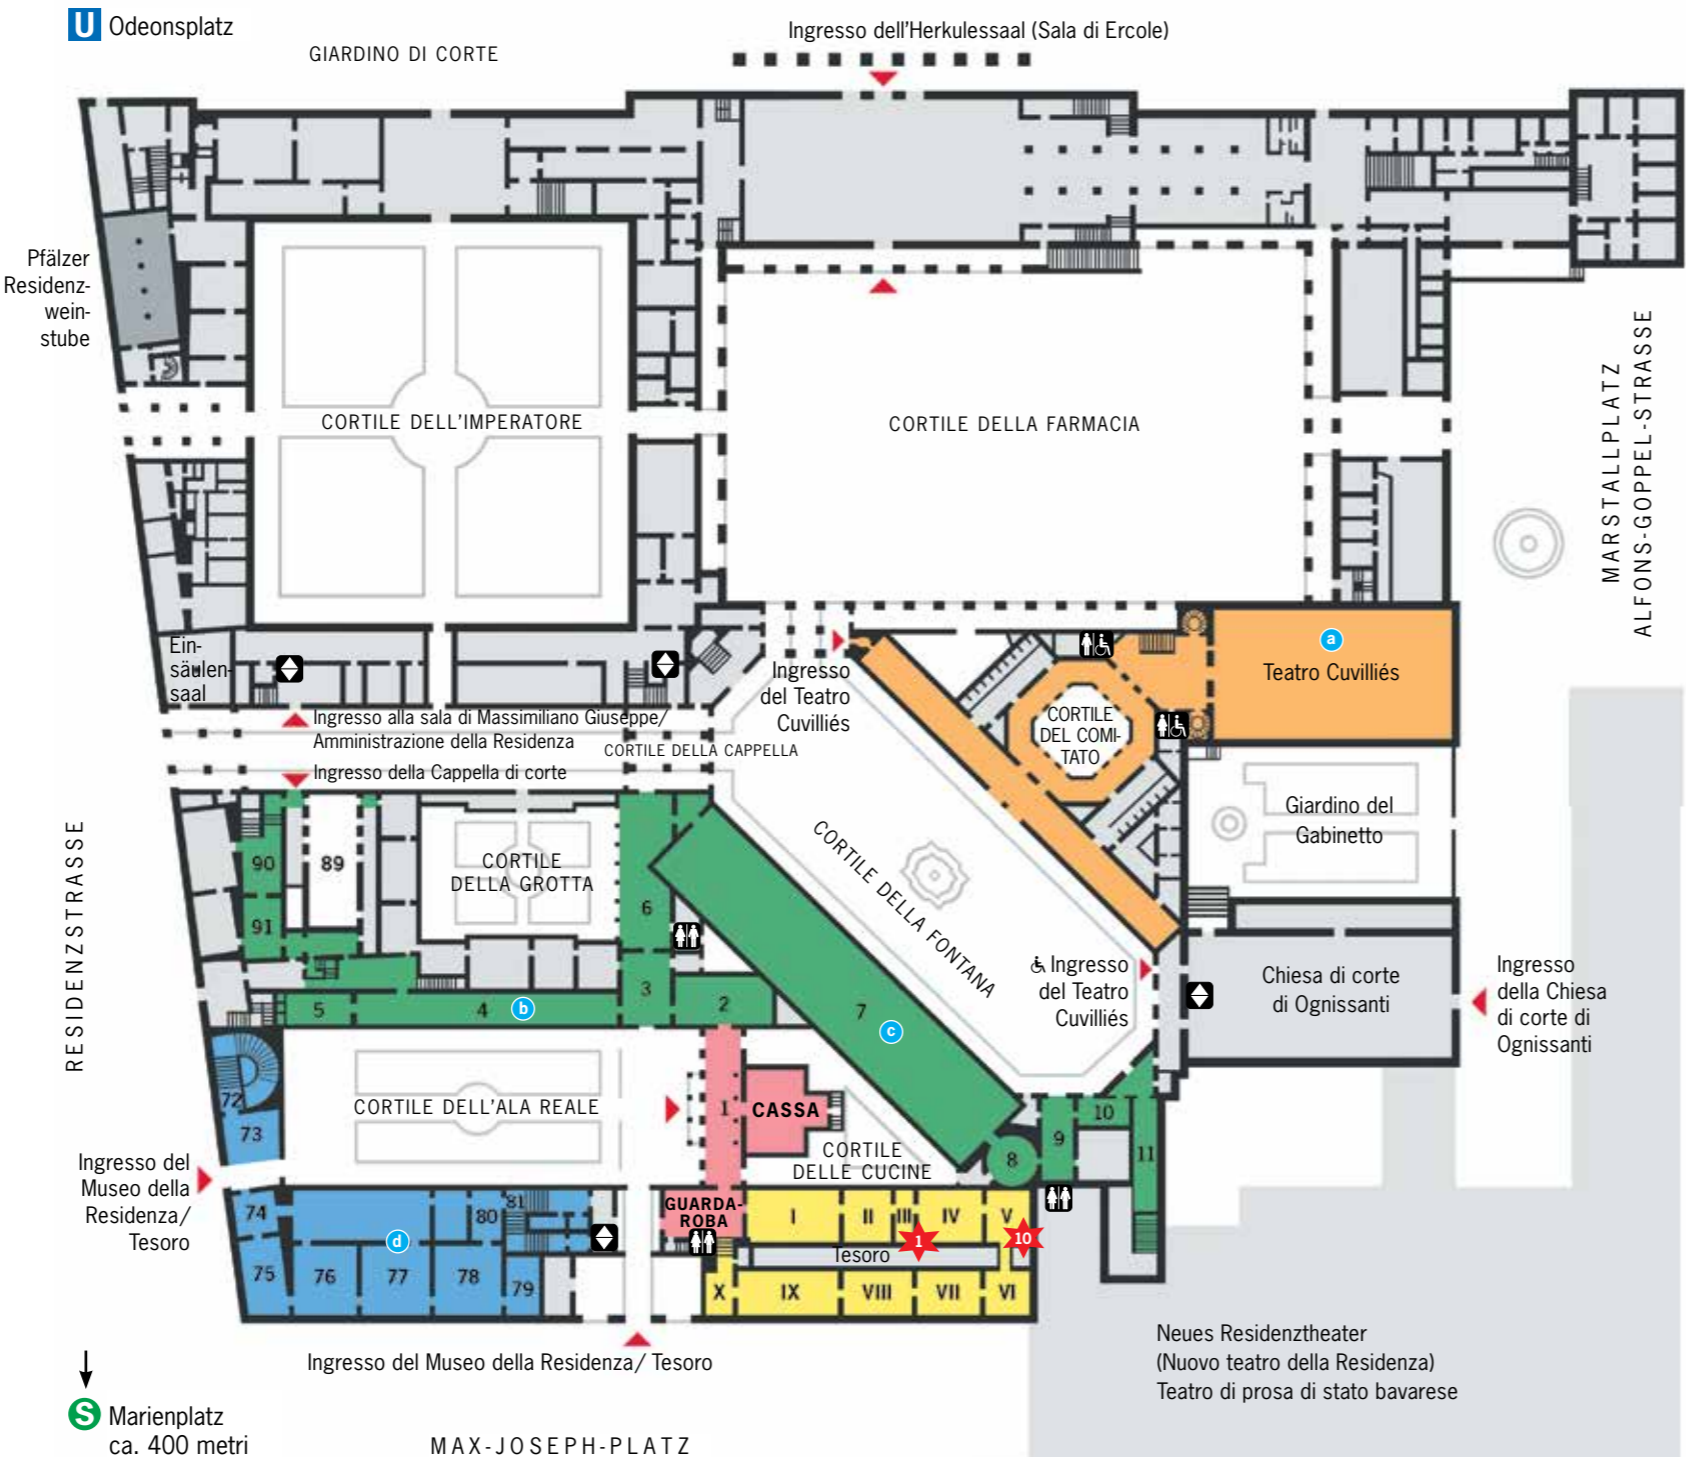 U Odeonsplatz
GIARDINO DI CORTE
Ingresso dell'Herkulessaal (Sala di Ercole)
Pfälzer
Residenz-
wein-
stube
CORTILE DELL'IMPERATORE
CORTILE DELLA FARMACIA
MARSTALLPLATZ
ALFONS-GOPPEL-STRASSE
Ein-
säulen-
saal
Ingresso
del Teatro
Cuvilliés
a
Teatro Cuvilliés
CORTILE
DEL COMI-
TATO
Ingresso alla sala di Massimiliano Giuseppe/
Amministrazione della Residenza
CORTILE DELLA CAPPELLA
Ingresso della Cappella di corte
Giardino del
Gabinetto
RESIDENZSTRASSE
90
89
91
CORTILE
DELLA GROTTA
6
CORTILE DELLA FONTANA
5
4
b
3
2
7
c
Ingresso
del Teatro
Cuvilliés
Chiesa di corte
di Ognissanti
Ingresso
della Chiesa
di corte di
Ognissanti
72
73
CORTILE DELL'ALA REALE
1
CASSA
CORTILE
DELLE CUCINE
8
9
10
11
Ingresso del
Museo della
Residenza/
Tesoro
74
75
76
77
78
79
80
81
d
GUARDA-
ROBA
I
II
III
IV
V
Tesoro
1
10
X
IX
VIII
VII
VI
Ingresso del Museo della Residenza/ Tesoro
Neues Residenztheater
(Nuovo teatro della Residenza)
Teatro di prosa di stato bavarese
S Marienplatz
ca. 400 metri
MAX-JOSEPH-PLATZ